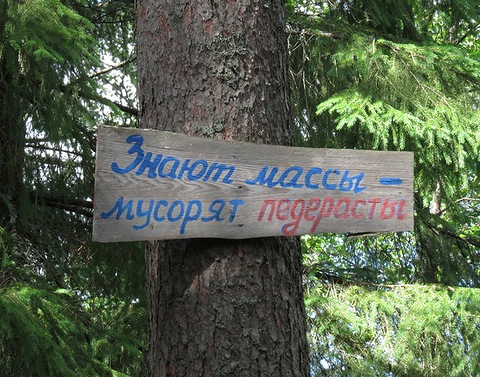 Знают массы -
мусорят педерасты